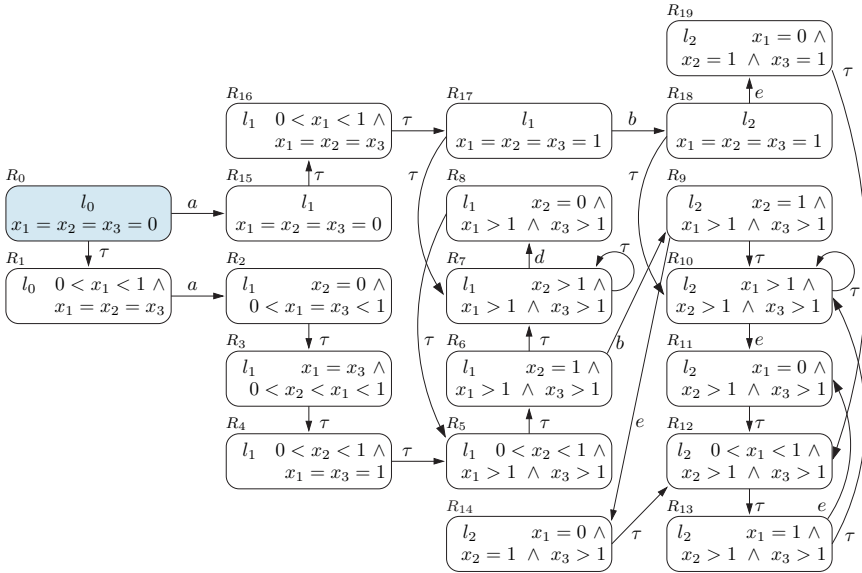 R₁₉
l₂ x₁ = 0 ∧
x₂ = 1 ∧ x₃ = 1
τ
R₁₆
l₁ 0 < x₁ < 1 ∧
x₁ = x₂ = x₃
τ
R₁₇
l₁
x₁ = x₂ = x₃ = 1
b
R₁₈
l₂
x₁ = x₂ = x₃ = 1
e
τ
τ
τ
R₀
l₀
x₁ = x₂ = x₃ = 0
a
R₁₅
l₁
x₁ = x₂ = x₃ = 0
R₈
l₁ x₂ = 0 ∧
x₁ > 1 ∧ x₃ > 1
R₉
l₂ x₂ = 1 ∧
x₁ > 1 ∧ x₃ > 1
τ
d
τ
τ
R₁
l₀ 0 < x₁ < 1 ∧
x₁ = x₂ = x₃
a
R₂
l₁ x₂ = 0 ∧
0 < x₁ = x₃ < 1
R₇
l₁ x₂ > 1 ∧
x₁ > 1 ∧ x₃ > 1
R₁₀
l₂ x₁ > 1 ∧
x₂ > 1 ∧ x₃ > 1
τ
τ
τ
b
e
R₃
l₁ x₁ = x₃ ∧
0 < x₂ < x₁ < 1
τ
R₆
l₁ x₂ = 1 ∧
x₁ > 1 ∧ x₃ > 1
R₁₁
l₂ x₁ = 0 ∧
x₂ > 1 ∧ x₃ > 1
τ
τ
e
τ
R₄
l₁ 0 < x₂ < 1 ∧
x₁ = x₃ = 1
τ
R₅
l₁ 0 < x₂ < 1 ∧
x₁ > 1 ∧ x₃ > 1
R₁₂
l₂ 0 < x₁ < 1 ∧
x₂ > 1 ∧ x₃ > 1
τ
e
R₁₄
l₂ x₁ = 0 ∧
x₂ = 1 ∧ x₃ > 1
τ
R₁₃
l₂ x₁ = 1 ∧
x₂ > 1 ∧ x₃ > 1
τ